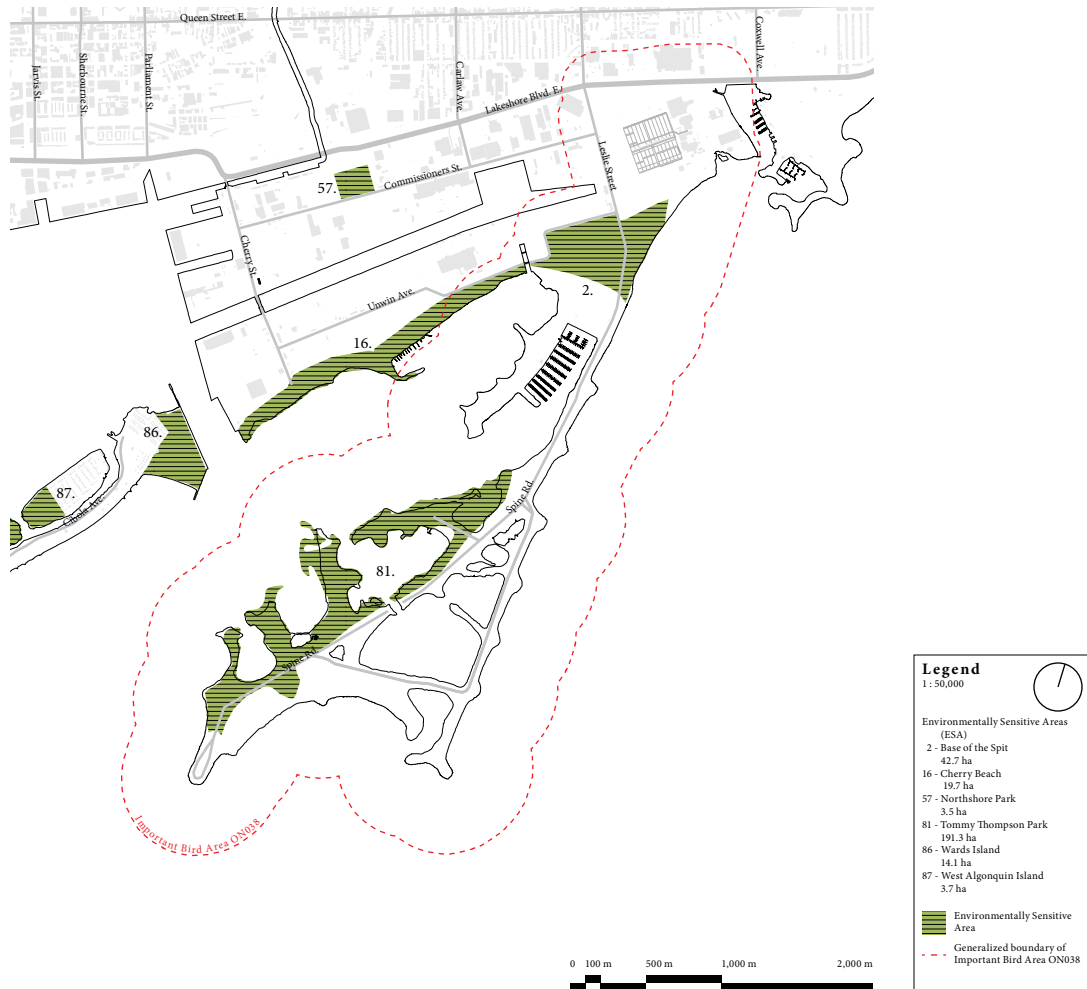 Queen Street E.
Jarvis St.
Sherbourne St.
Parliament St.
Carlaw Ave.
Coxwell Ave.
Lakeshore Blvd. E.
Leslie Street
57.
Commissioners St.
Cherry St.
Unwin Ave.
2.
16.
86.
87.
Cibola Ave.
Spine Rd.
81.
Spine Rd.
Important Bird Area ON038
Legend
1 : 50,000
Environmentally Sensitive Areas
(ESA)
2 - Base of the Spit
42.7 ha
16 - Cherry Beach
19.7 ha
57 - Northshore Park
3.5 ha
81 - Tommy Thompson Park
191.3 ha
86 - Wards Island
14.1 ha
87 - West Algonquin Island
3.7 ha
Environmentally Sensitive
Area
Generalized boundary of
Important Bird Area ON038
0 100 m 500 m 1,000 m 2,000 m